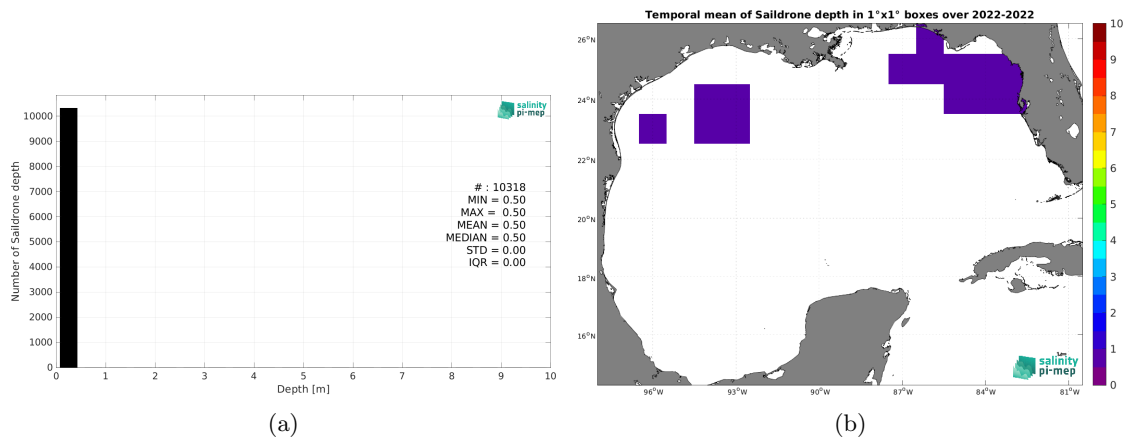 Number of Saildrone depth
10000
9000
8000
7000
6000
5000
4000
3000
2000
1000
0
0 1 2 3 4 5 6 7 8 9 10
Depth [m]
salinity
pi-mep
# : 10318
MIN = 0.50
MAX = 0.50
MEAN = 0.50
MEDIAN = 0.50
STD = 0.00
IQR = 0.00
(a)
Temporal mean of Saildrone depth in 1°x1° boxes over 2022-2022
26°N
24°N
22°N
20°N
18°N
16°N
96°W 93°W 90°W 87°W 84°W 81°W
salinity
pi-mep
10
9
8
7
6
5
4
3
2
1
0
(b)